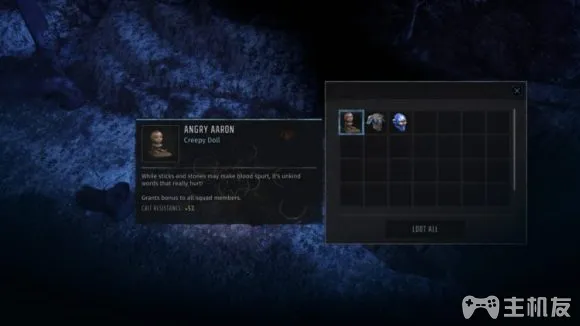 ANGRY AARON
Creepy Doll
While sticks and stones may make blood spurt, it's unkind
words that really hurt!
Grants bonus to all squad members.
CRIT RESISTANCE: +5%
LOOT ALL
主机友